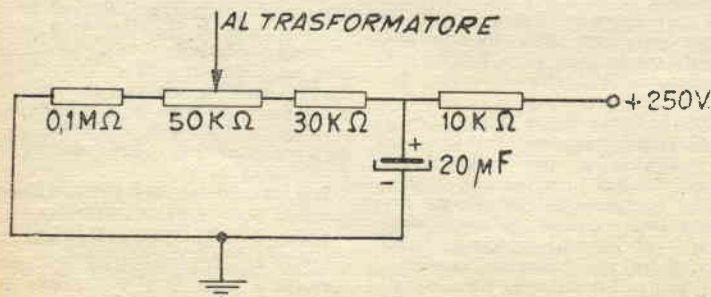 AL TRASFORMATORE
0,1MΩ 50KΩ 30KΩ 10KΩ +250V
+
20µF
-